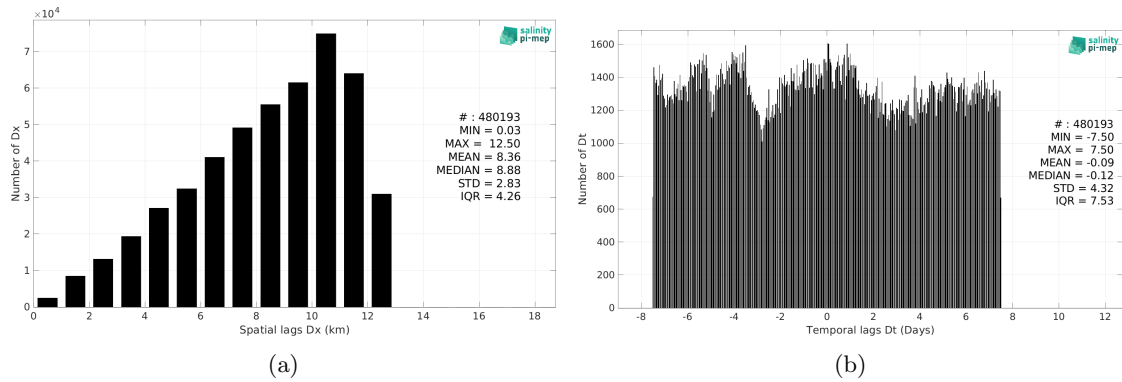 ×10⁴
7
6
5
4
3
2
1
0
Number of Dx
0 2 4 6 8 10 12 14 16 18
Spatial lags Dx (km)
salinity
pi-mep
# : 480193
MIN = 0.03
MAX = 12.50
MEAN = 8.36
MEDIAN = 8.88
STD = 2.83
IQR = 4.26
(a)
1600
1400
1200
1000
800
600
400
200
0
Number of Dt
-8 -6 -4 -2 0 2 4 6 8 10 12
Temporal lags Dt (Days)
salinity
pi-mep
# : 480193
MIN = -7.50
MAX = 7.50
MEAN = -0.09
MEDIAN = -0.12
STD = 4.32
IQR = 7.53
(b)